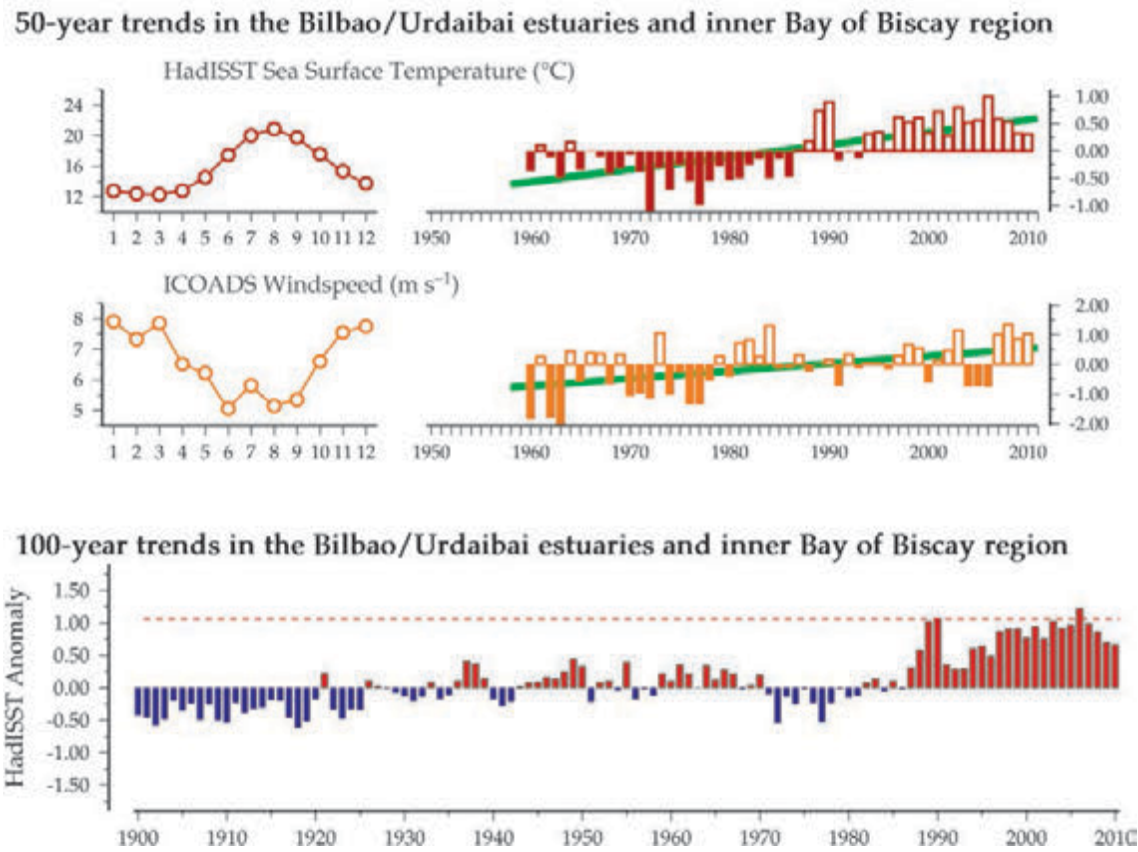 50-year trends in the Bilbao/Urdaibai estuaries and inner Bay of Biscay region
HadISST Sea Surface Temperature (°C)
24
20
16
12
1 2 3 4 5 6 7 8 9 10 11 12
1.00
0.50
0.00
-0.50
-1.00
1950 1960 1970 1980 1990 2000 2010
ICOADS Windspeed (m s⁻¹)
8
7
6
5
1 2 3 4 5 6 7 8 9 10 11 12
2.00
1.00
0.00
-1.00
-2.00
1950 1960 1970 1980 1990 2000 2010
100-year trends in the Bilbao/Urdaibai estuaries and inner Bay of Biscay region
HadISST Anomaly
1.50
1.00
0.50
0.00
-0.50
-1.00
-1.50
1900 1910 1920 1930 1940 1950 1960 1970 1980 1990 2000 2010